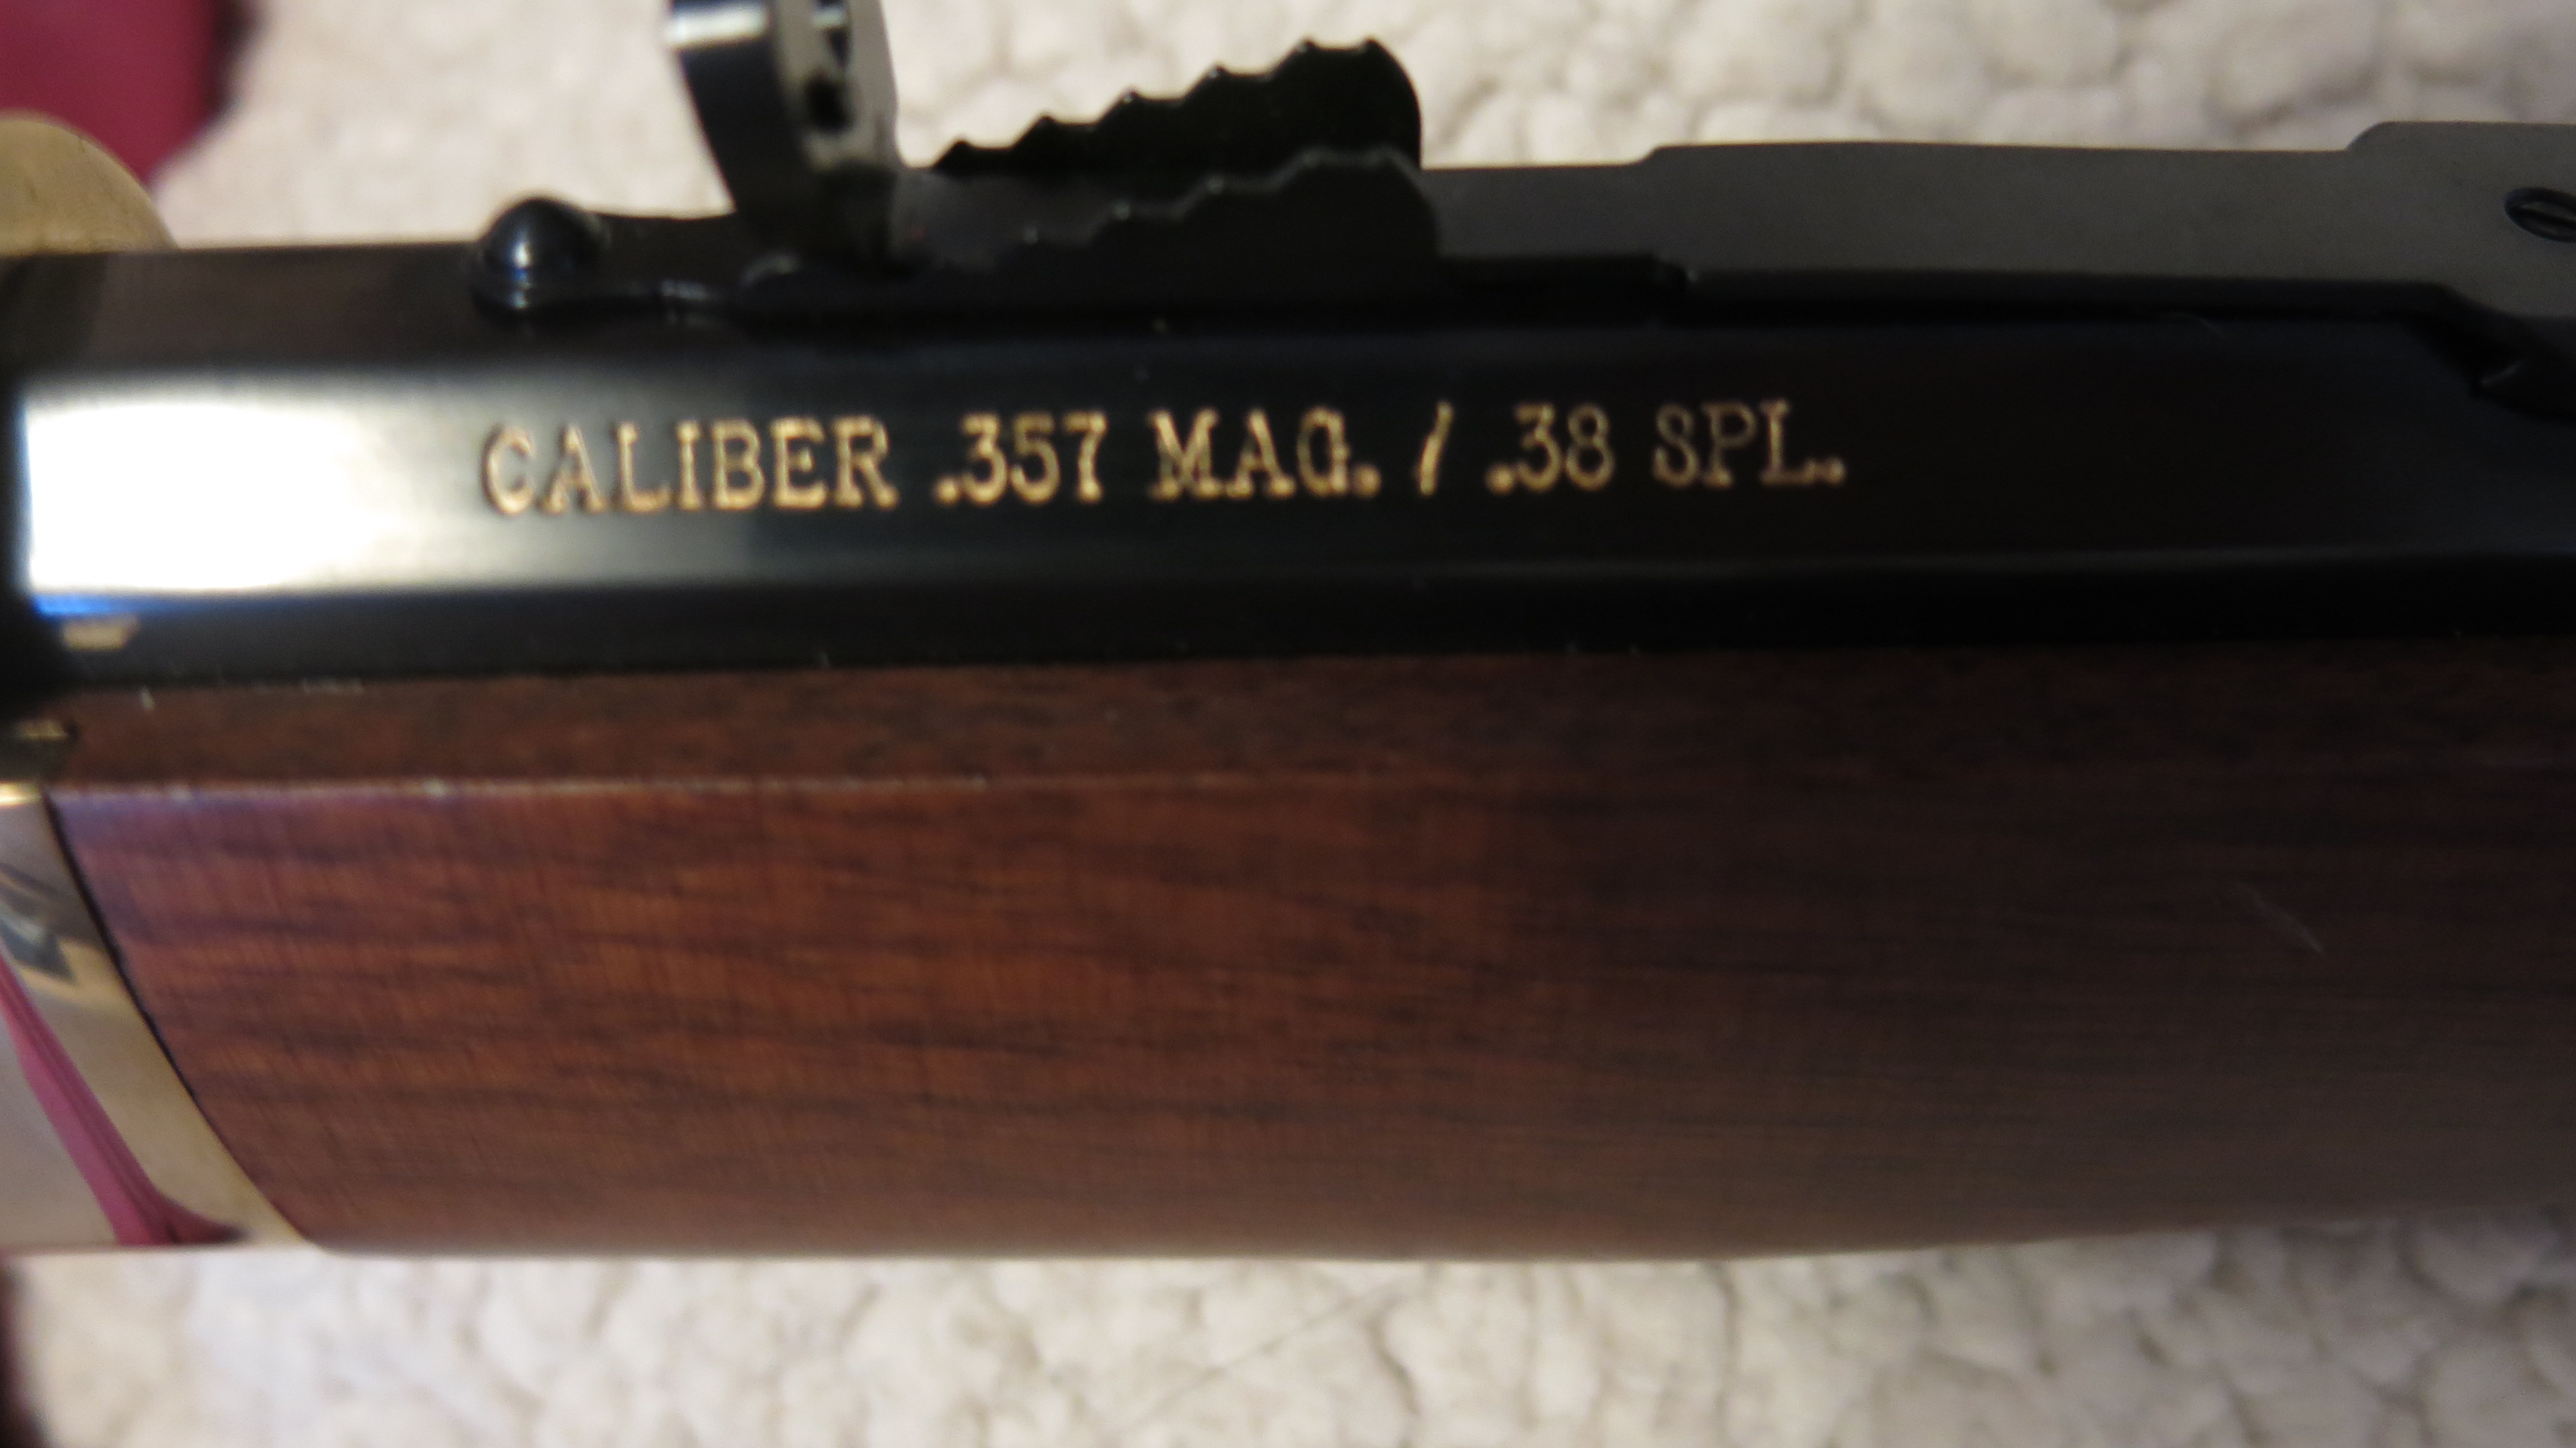 CALIBER .357 MAG. / .38 SPL.